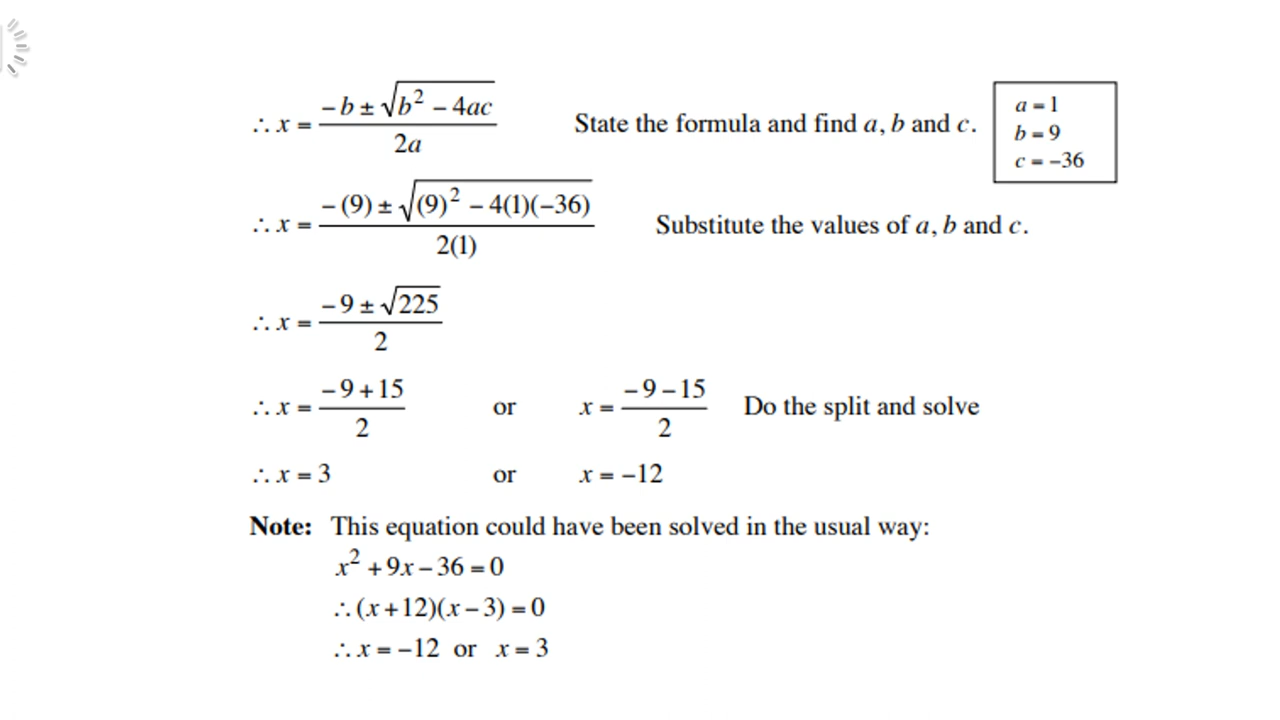 ∴ x = (−b ± √(b² − 4ac)) / 2a State the formula and find a, b and c.
a = 1
b = 9
c = −36
∴ x = (−(9) ± √((9)² − 4(1)(−36))) / 2(1) Substitute the values of a, b and c.
∴ x = (−9 ± √225) / 2
∴ x = (−9 + 15) / 2 or x = (−9 − 15) / 2 Do the split and solve
∴ x = 3 or x = −12
Note: This equation could have been solved in the usual way:
x² + 9x − 36 = 0
∴ (x + 12)(x − 3) = 0
∴ x = −12 or x = 3